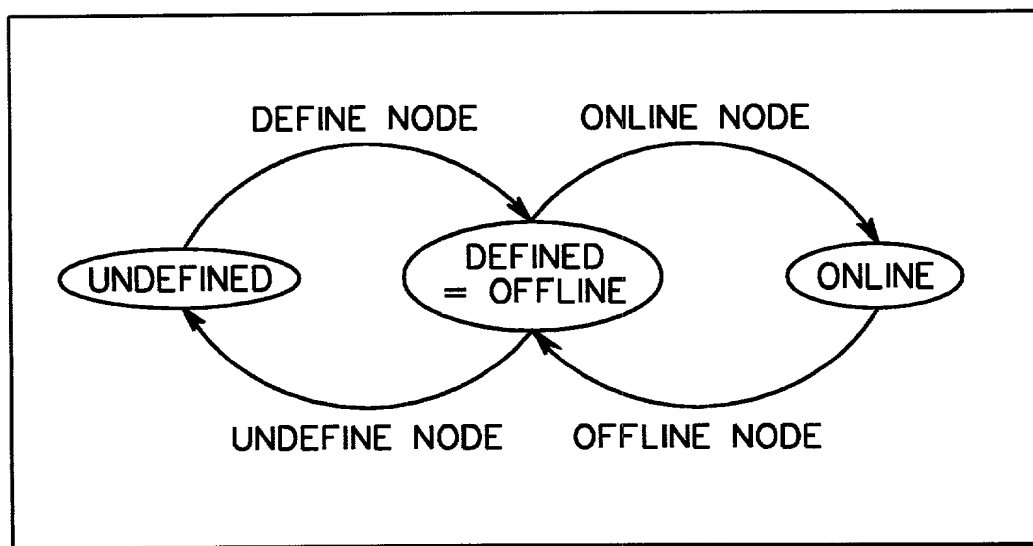 DEFINE NODE
ONLINE NODE
UNDEFINED
DEFINED
= OFFLINE
ONLINE
UNDEFINE NODE
OFFLINE NODE